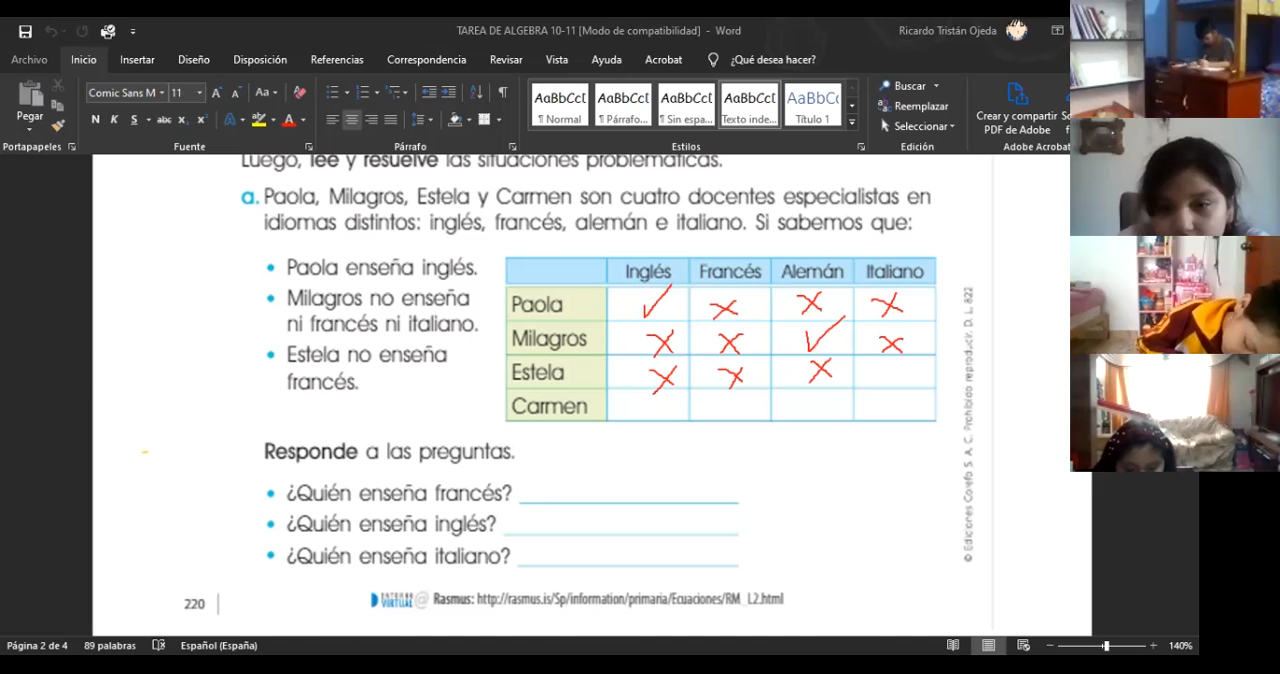 TAREA DE ALGEBRA 10-11 [Modo de compatibilidad] - Word
Ricardo Tristán Ojeda
Archivo Inicio Insertar Diseño Disposición Referencias Correspondencia Revisar Vista Ayuda Acrobat ¿Qué desea hacer?
Pegar
Portapapeles
Comic Sans M 11
N K S abc
Fuente
Párrafo
AaBbCcI AaBbCcI AaBbCcI AaBbCcI AaBbC
¶ Normal ¶ Párrafo... ¶ Sin espa... Texto inde... Título 1
Estilos
Buscar
Reemplazar
Seleccionar
Edición
Crear y compartir
PDF de Adobe
Adobe Acrobat
Luego, lee y resuelve las situaciones problemáticas.
a. Paola, Milagros, Estela y Carmen son cuatro docentes especialistas en
idiomas distintos: inglés, francés, alemán e italiano. Si sabemos que:
• Paola enseña inglés.
• Milagros no enseña
ni francés ni italiano.
• Estela no enseña
francés.
Inglés Francés Alemán Italiano
Paola ✓ X X X
Milagros X X ✓ X
Estela X X X
Carmen
© Ediciones Corefo S. A. C. Prohibido reproducir. D. L. 822
Responde a las preguntas.
• ¿Quién enseña francés?
• ¿Quién enseña inglés?
• ¿Quién enseña italiano?
220
VIRTUAL @ Rasmus: http://rasmus.is/Sp/information/primaria/Ecuaciones/RM_L2.html
Página 2 de 4 89 palabras Español (España) 140%